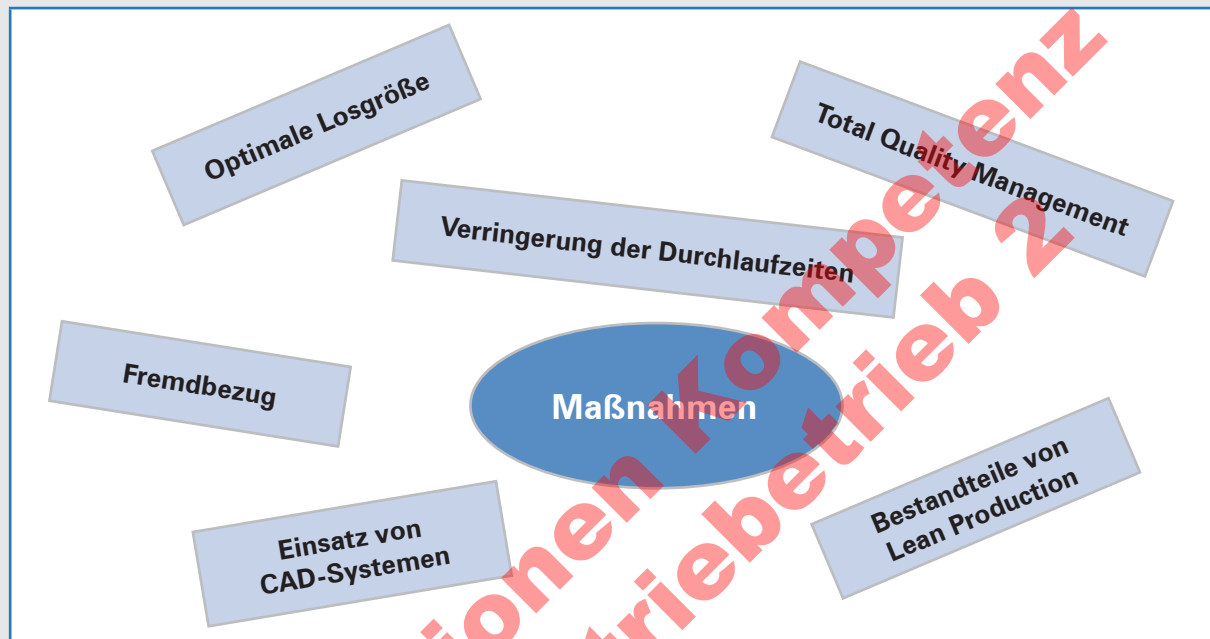 Optimale Losgröße
Total Quality Management
Verringerung der Durchlaufzeiten
Fremdbezug
Maßnahmen
Bestandteile von
Lean Production
Einsatz von
CAD-Systemen
ionen Kompetenz
triebetrieb 2